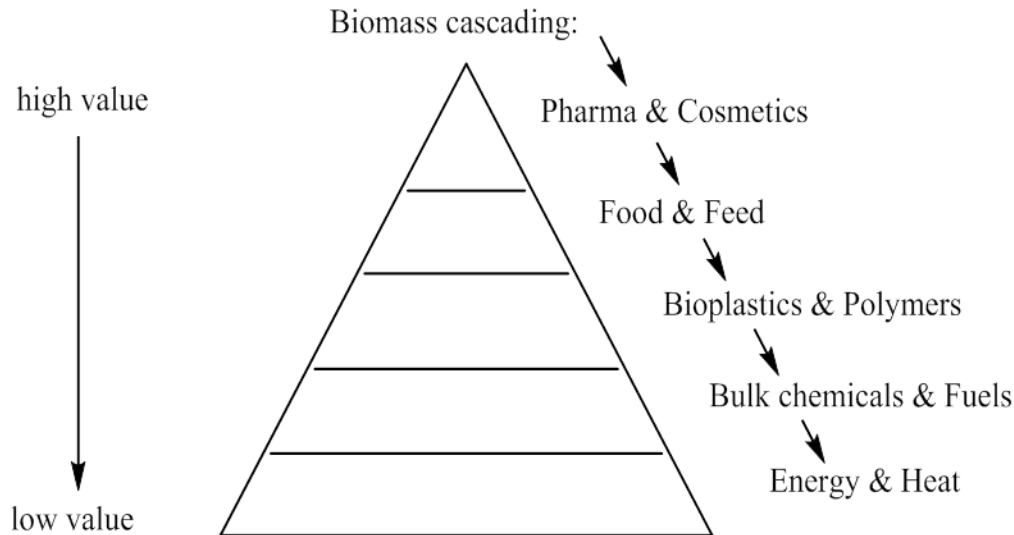 Biomass cascading:
high value
Pharma & Cosmetics
Food & Feed
Bioplastics & Polymers
Bulk chemicals & Fuels
Energy & Heat
low value